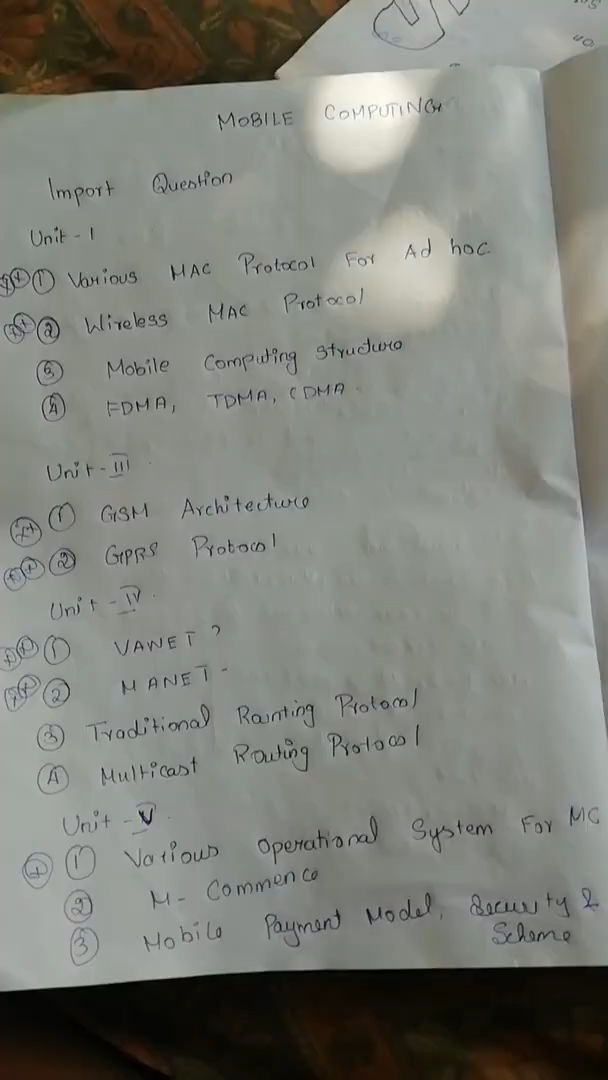 MOBILE COMPUTING
Import Question
Unit - I
① Various MAC Protocol For Ad hoc
② Wireless MAC Protocol
③ Mobile Computing structure
④ FDMA, TDMA, CDMA
Unit - III
① GSM Architecture
② GPRS Protocol
Unit - IV
① VANET ?
② MANET -
③ Traditional Rounting Protocol
④ Multicast Routing Protocol
Unit - V
① Various Operational System For MC
② M - Commence
③ Mobile Payment Model, Security &
Scheme